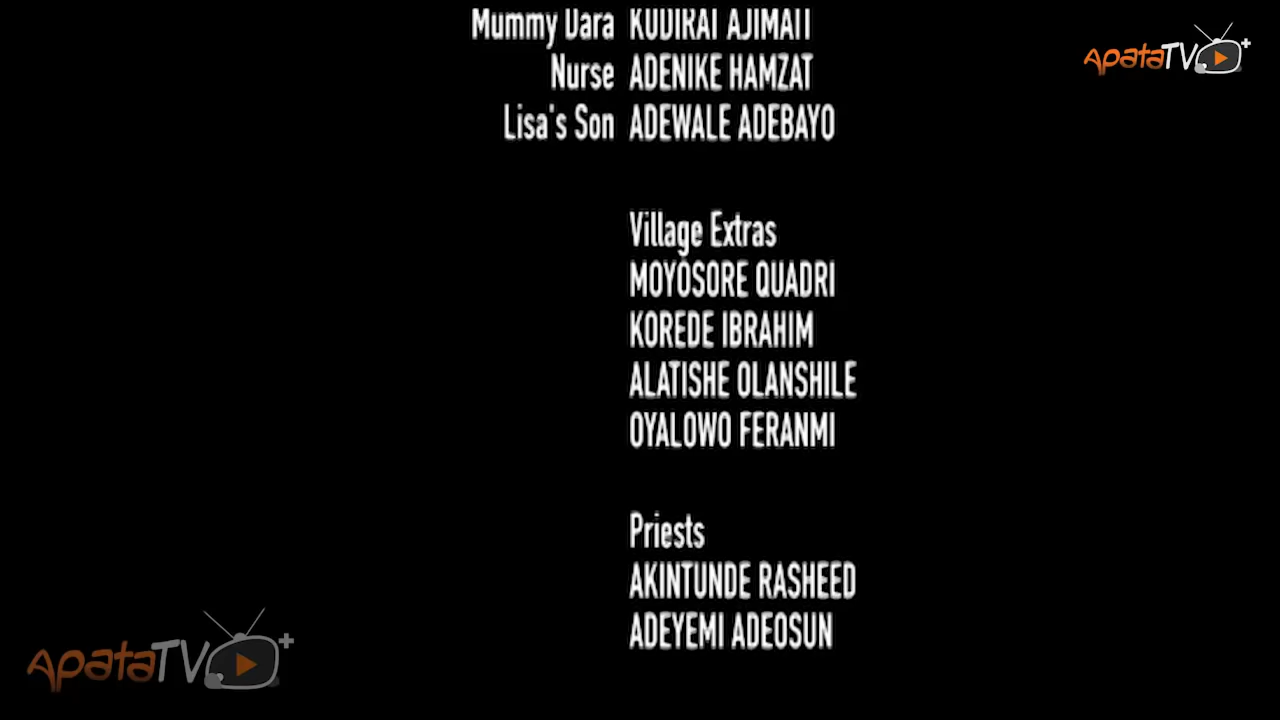 Mummy Dara KUDIRAT AJIMATI
Nurse ADENIKE HAMZAT
Lisa's Son ADEWALE ADEBAYO
Village Extras
MOYOSORE QUADRI
KOREDE IBRAHIM
ALATISHE OLANSHILE
OYALOWO FERANMI
Priests
AKINTUNDE RASHEED
ADEYEMI ADEOSUN
ApataTV+
ApataTV+